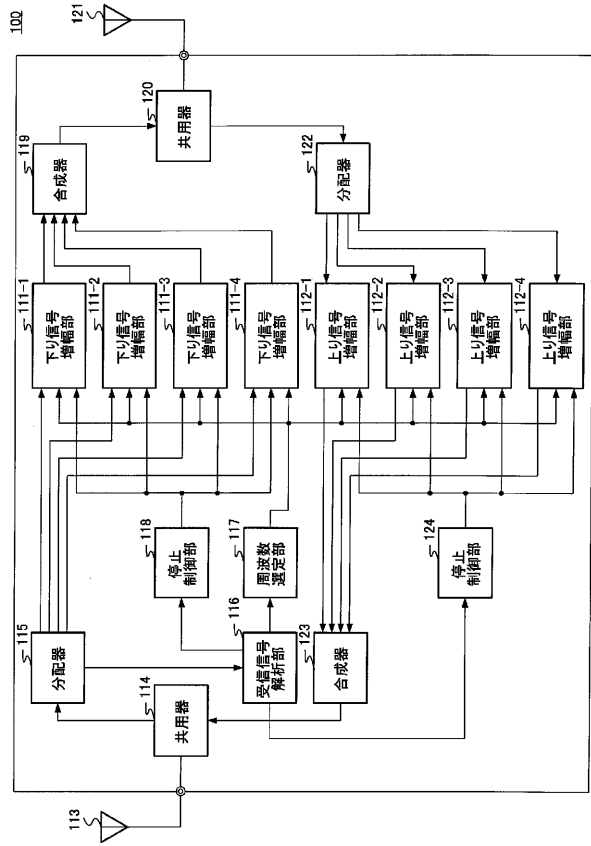 100
113
114
共用器
115
分配器
116
受信信号
解析部
117
周波数
選定部
118
停止
制御部
111-1
下り信号
増幅部
111-2
下り信号
増幅部
111-3
下り信号
増幅部
111-4
下り信号
増幅部
119
合成器
120
共用器
121
122
分配器
112-1
上り信号
増幅部
112-2
上り信号
増幅部
112-3
上り信号
増幅部
112-4
上り信号
増幅部
123
合成器
124
停止
制御部